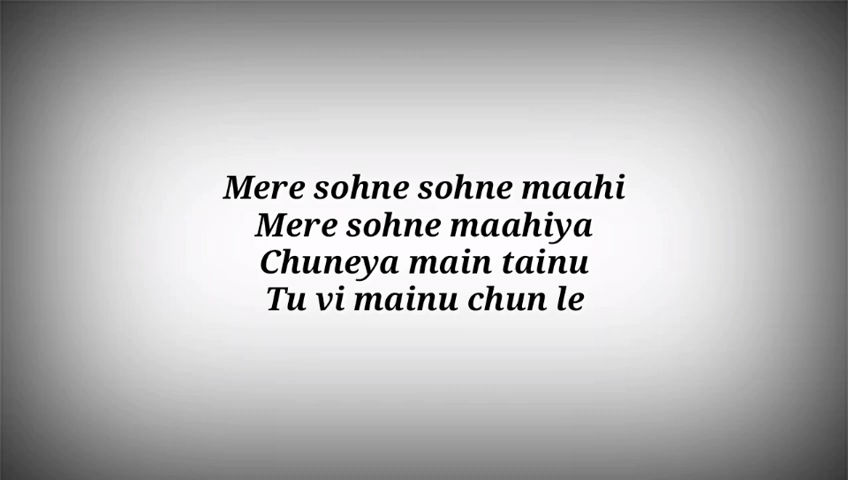 Mere sohne sohne maahi
Mere sohne maahiya
Chuneya main tainu
Tu vi mainu chun le